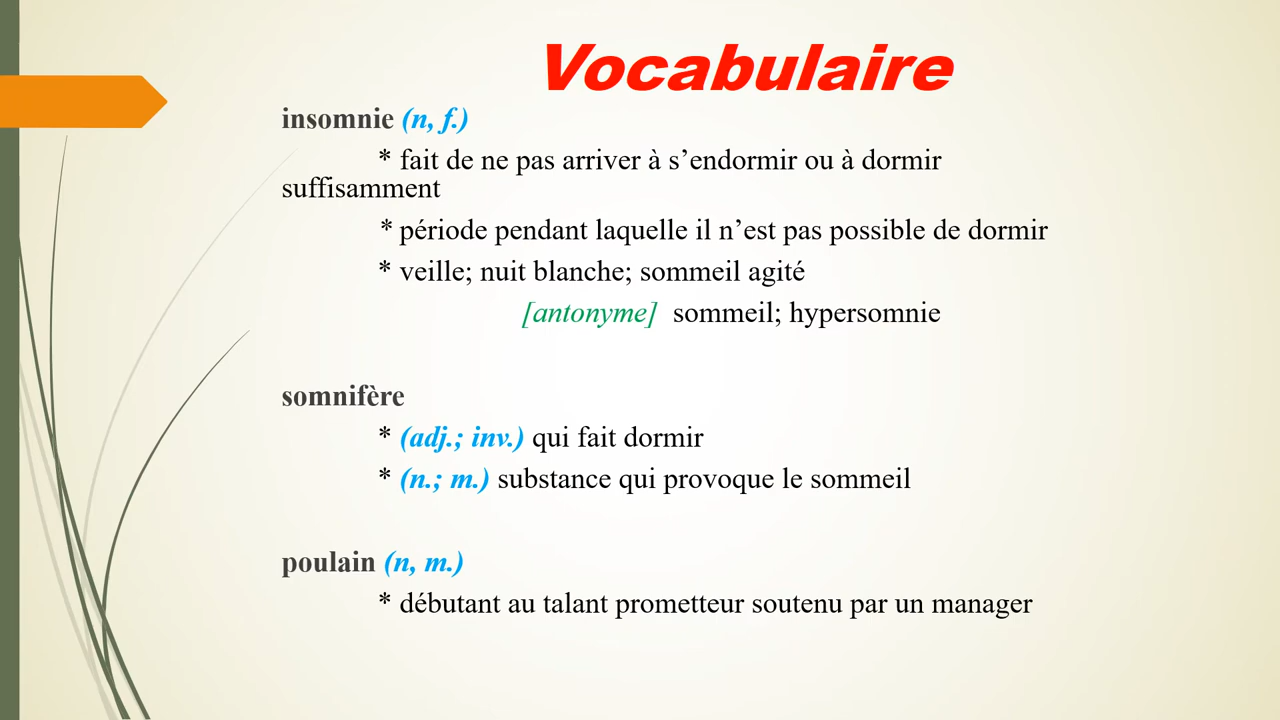 Vocabulaire
insomnie (n, f.)
* fait de ne pas arriver à s’endormir ou à dormir
suffisamment
* période pendant laquelle il n’est pas possible de dormir
* veille; nuit blanche; sommeil agité
[antonyme] sommeil; hypersomnie
somnifère
* (adj.; inv.) qui fait dormir
* (n.; m.) substance qui provoque le sommeil
poulain (n, m.)
* débutant au talant prometteur soutenu par un manager